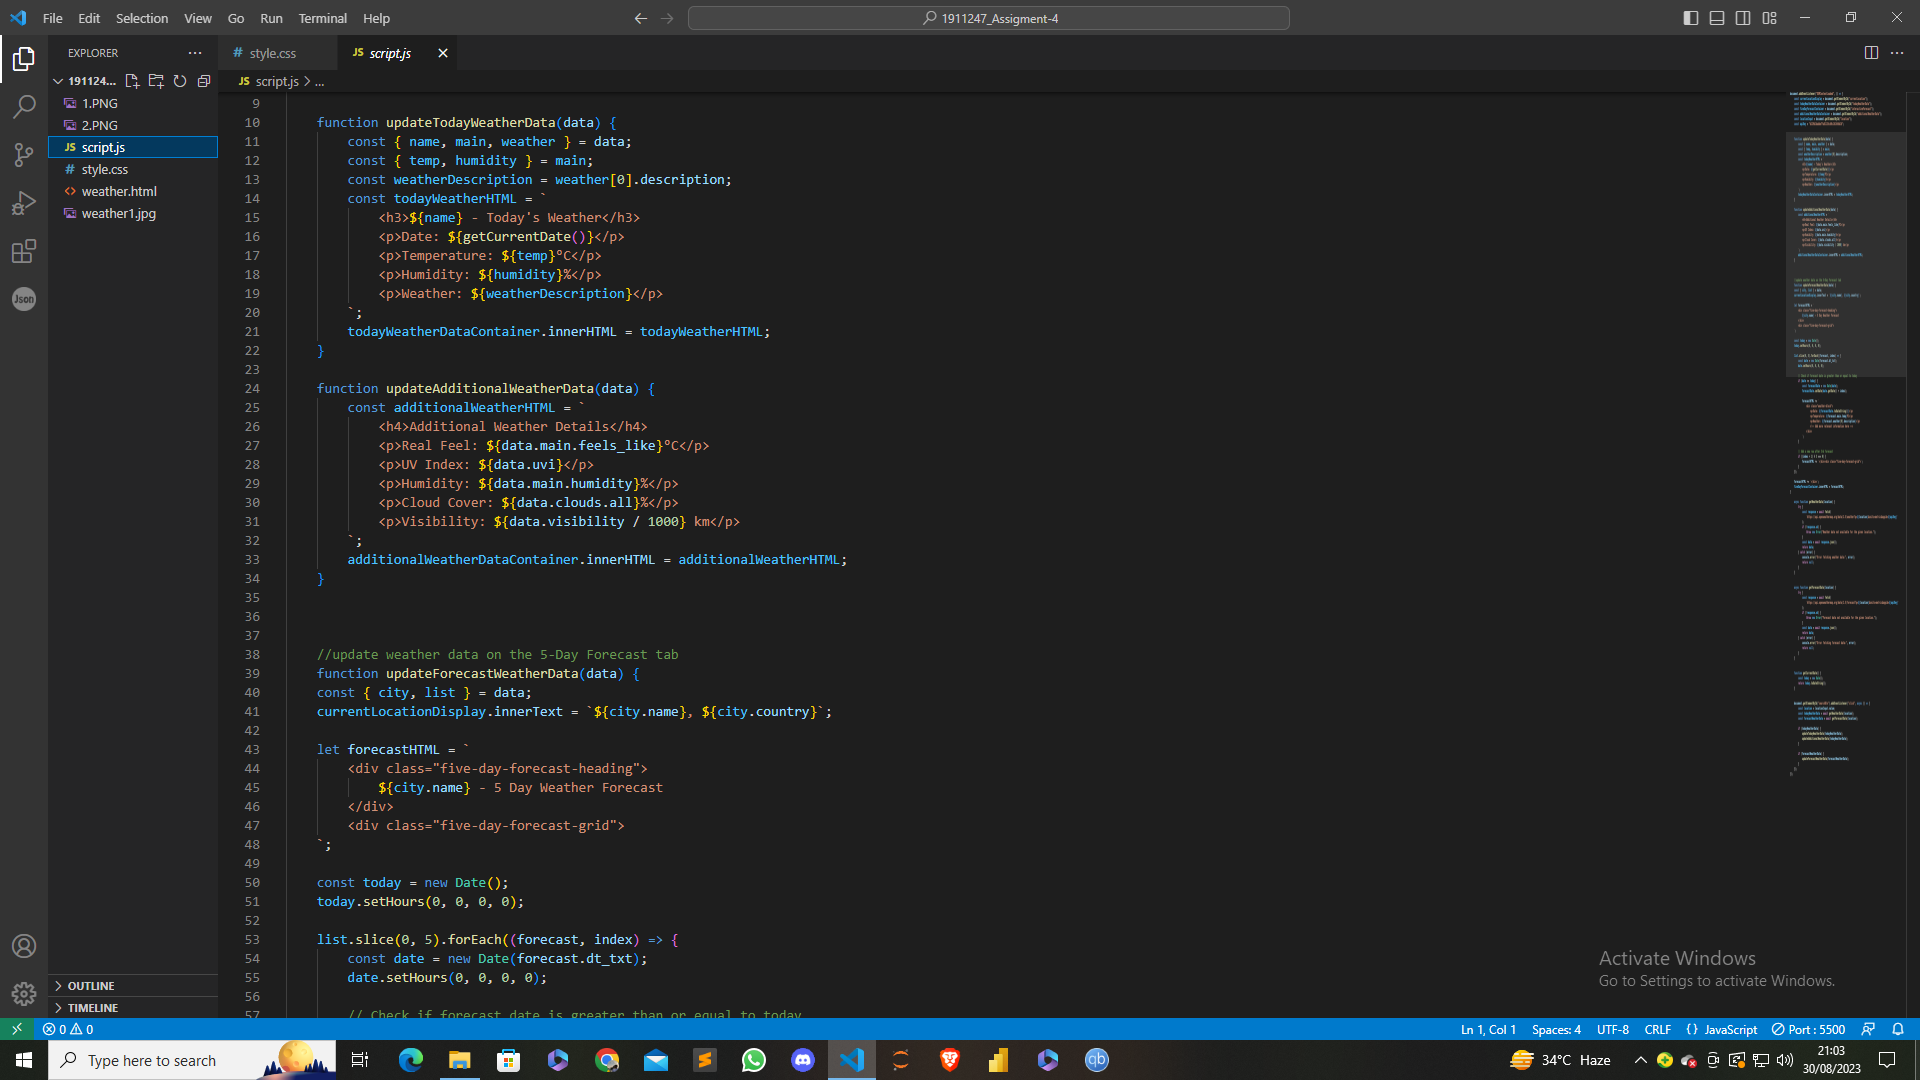 File Edit Selection View Go Run Terminal Help
1911247_Assigment-4
EXPLORER
style.css
script.js
191124...
script.js > ...
1.PNG
2.PNG
script.js
style.css
weather.html
weather1.jpg
OUTLINE
TIMELINE
9
10 function updateTodayWeatherData(data) {
11 const { name, main, weather } = data;
12 const { temp, humidity } = main;
13 const weatherDescription = weather[0].description;
14 const todayWeatherHTML = `
15 <h3>${name} - Today's Weather</h3>
16 <p>Date: ${getCurrentDate()}</p>
17 <p>Temperature: ${temp}°C</p>
18 <p>Humidity: ${humidity}%</p>
19 <p>Weather: ${weatherDescription}</p>
20 `;
21 todayWeatherDataContainer.innerHTML = todayWeatherHTML;
22 }
23
24 function updateAdditionalWeatherData(data) {
25 const additionalWeatherHTML = `
26 <h4>Additional Weather Details</h4>
27 <p>Real Feel: ${data.main.feels_like}°C</p>
28 <p>UV Index: ${data.uvi}</p>
29 <p>Humidity: ${data.main.humidity}%</p>
30 <p>Cloud Cover: ${data.clouds.all}%</p>
31 <p>Visibility: ${data.visibility / 1000} km</p>
32 `;
33 additionalWeatherDataContainer.innerHTML = additionalWeatherHTML;
34 }
35
36
37
38 //update weather data on the 5-Day Forecast tab
39 function updateForecastWeatherData(data) {
40 const { city, list } = data;
41 currentLocationDisplay.innerText = `${city.name}, ${city.country}`;
42
43 let forecastHTML = `
44 <div class="five-day-forecast-heading">
45 ${city.name} - 5 Day Weather Forecast
46 </div>
47 <div class="five-day-forecast-grid">
48 `;
49
50 const today = new Date();
51 today.setHours(0, 0, 0, 0);
52
53 list.slice(0, 5).forEach((forecast, index) => {
54 const date = new Date(forecast.dt_txt);
55 date.setHours(0, 0, 0, 0);
56
57 // Check if forecast date is greater than or equal to today
Activate Windows
Go to Settings to activate Windows.
0 0 Ln 1, Col 1 Spaces: 4 UTF-8 CRLF {} JavaScript Port : 5500
Type here to search
34°C Haze
21:03
30/08/2023